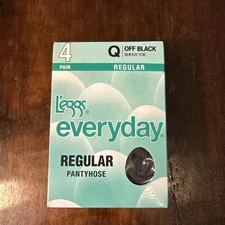 4
PAIR
Q
OFF BLACK
SHEER TOE
REGULAR
L'eggs
everyday
REGULAR
PANTYHOSE